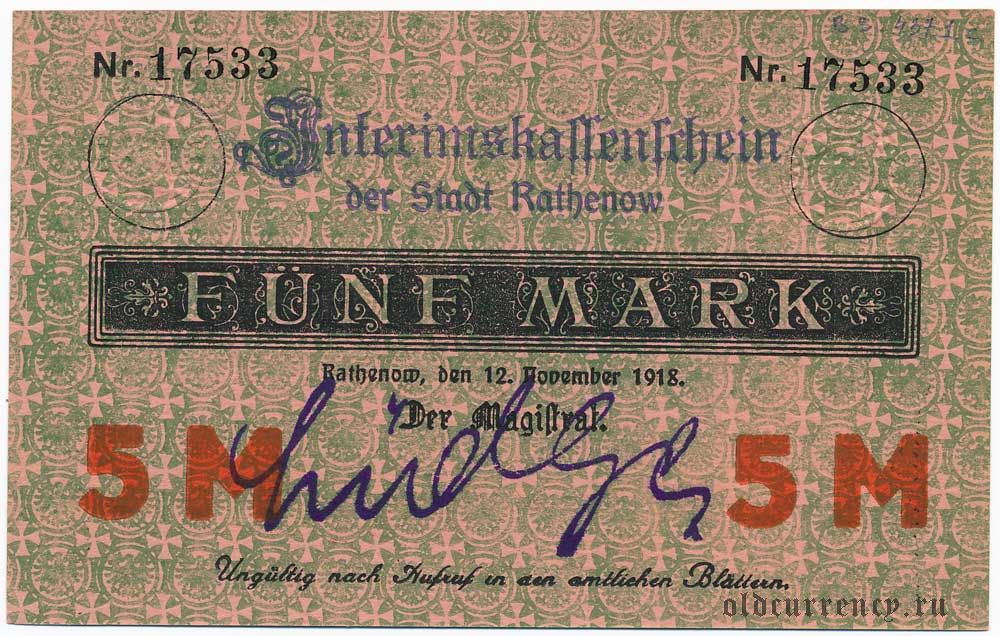 Nr. 17533
Nr. 17533
Interimskassenschein
der Stadt Rathenow
FÜNF MARK
Rathenow, den 12. November 1918.
Der Magistrat.
5 M
5 M
Ungültig nach Aufruf in den amtlichen Blättern.
oldcurrency.ru